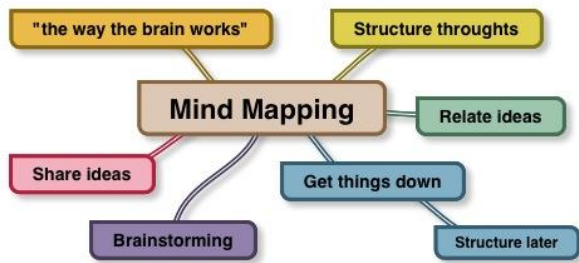 "the way the brain works"
Structure throughts
Mind Mapping
Relate ideas
Share ideas
Get things down
Brainstorming
Structure later